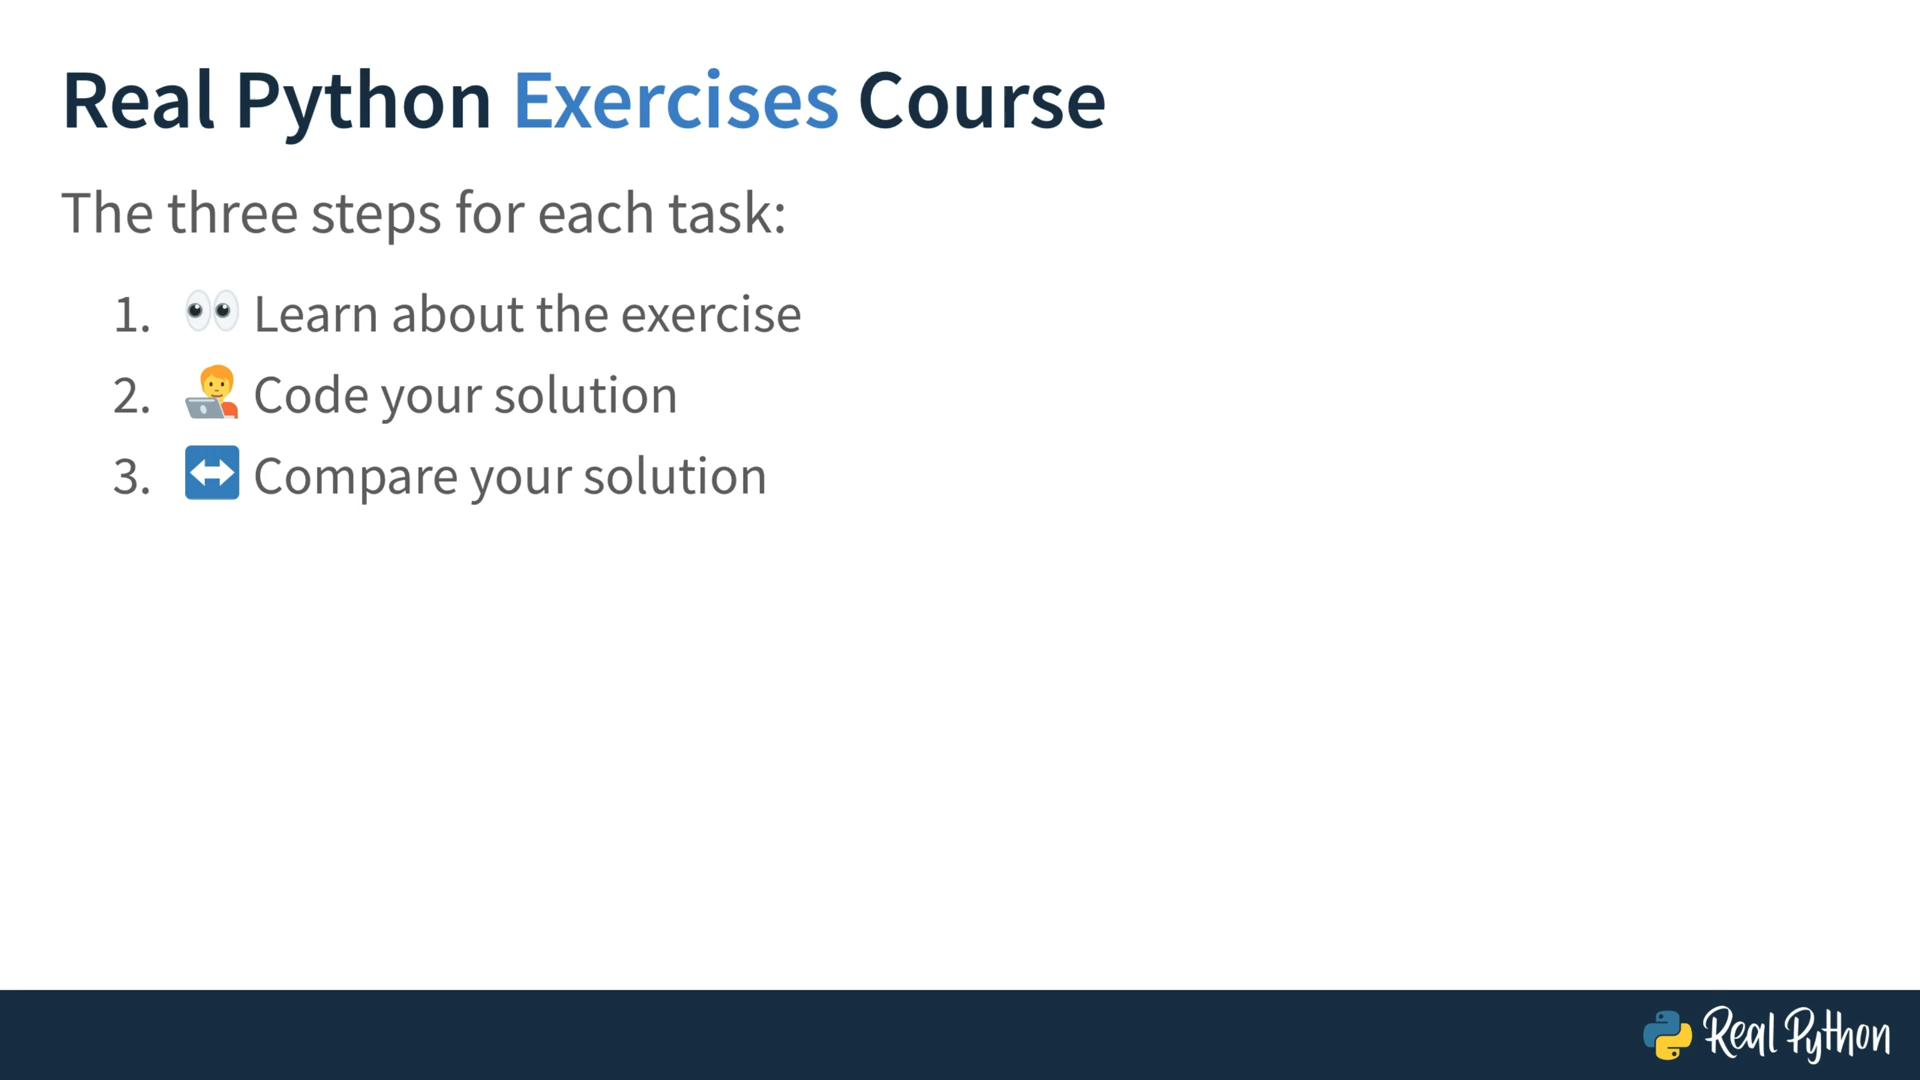 Real Python Exercises Course
The three steps for each task:
1. 👀 Learn about the exercise
2. 🧑‍💻 Code your solution
3. ↔️ Compare your solution
Real Python